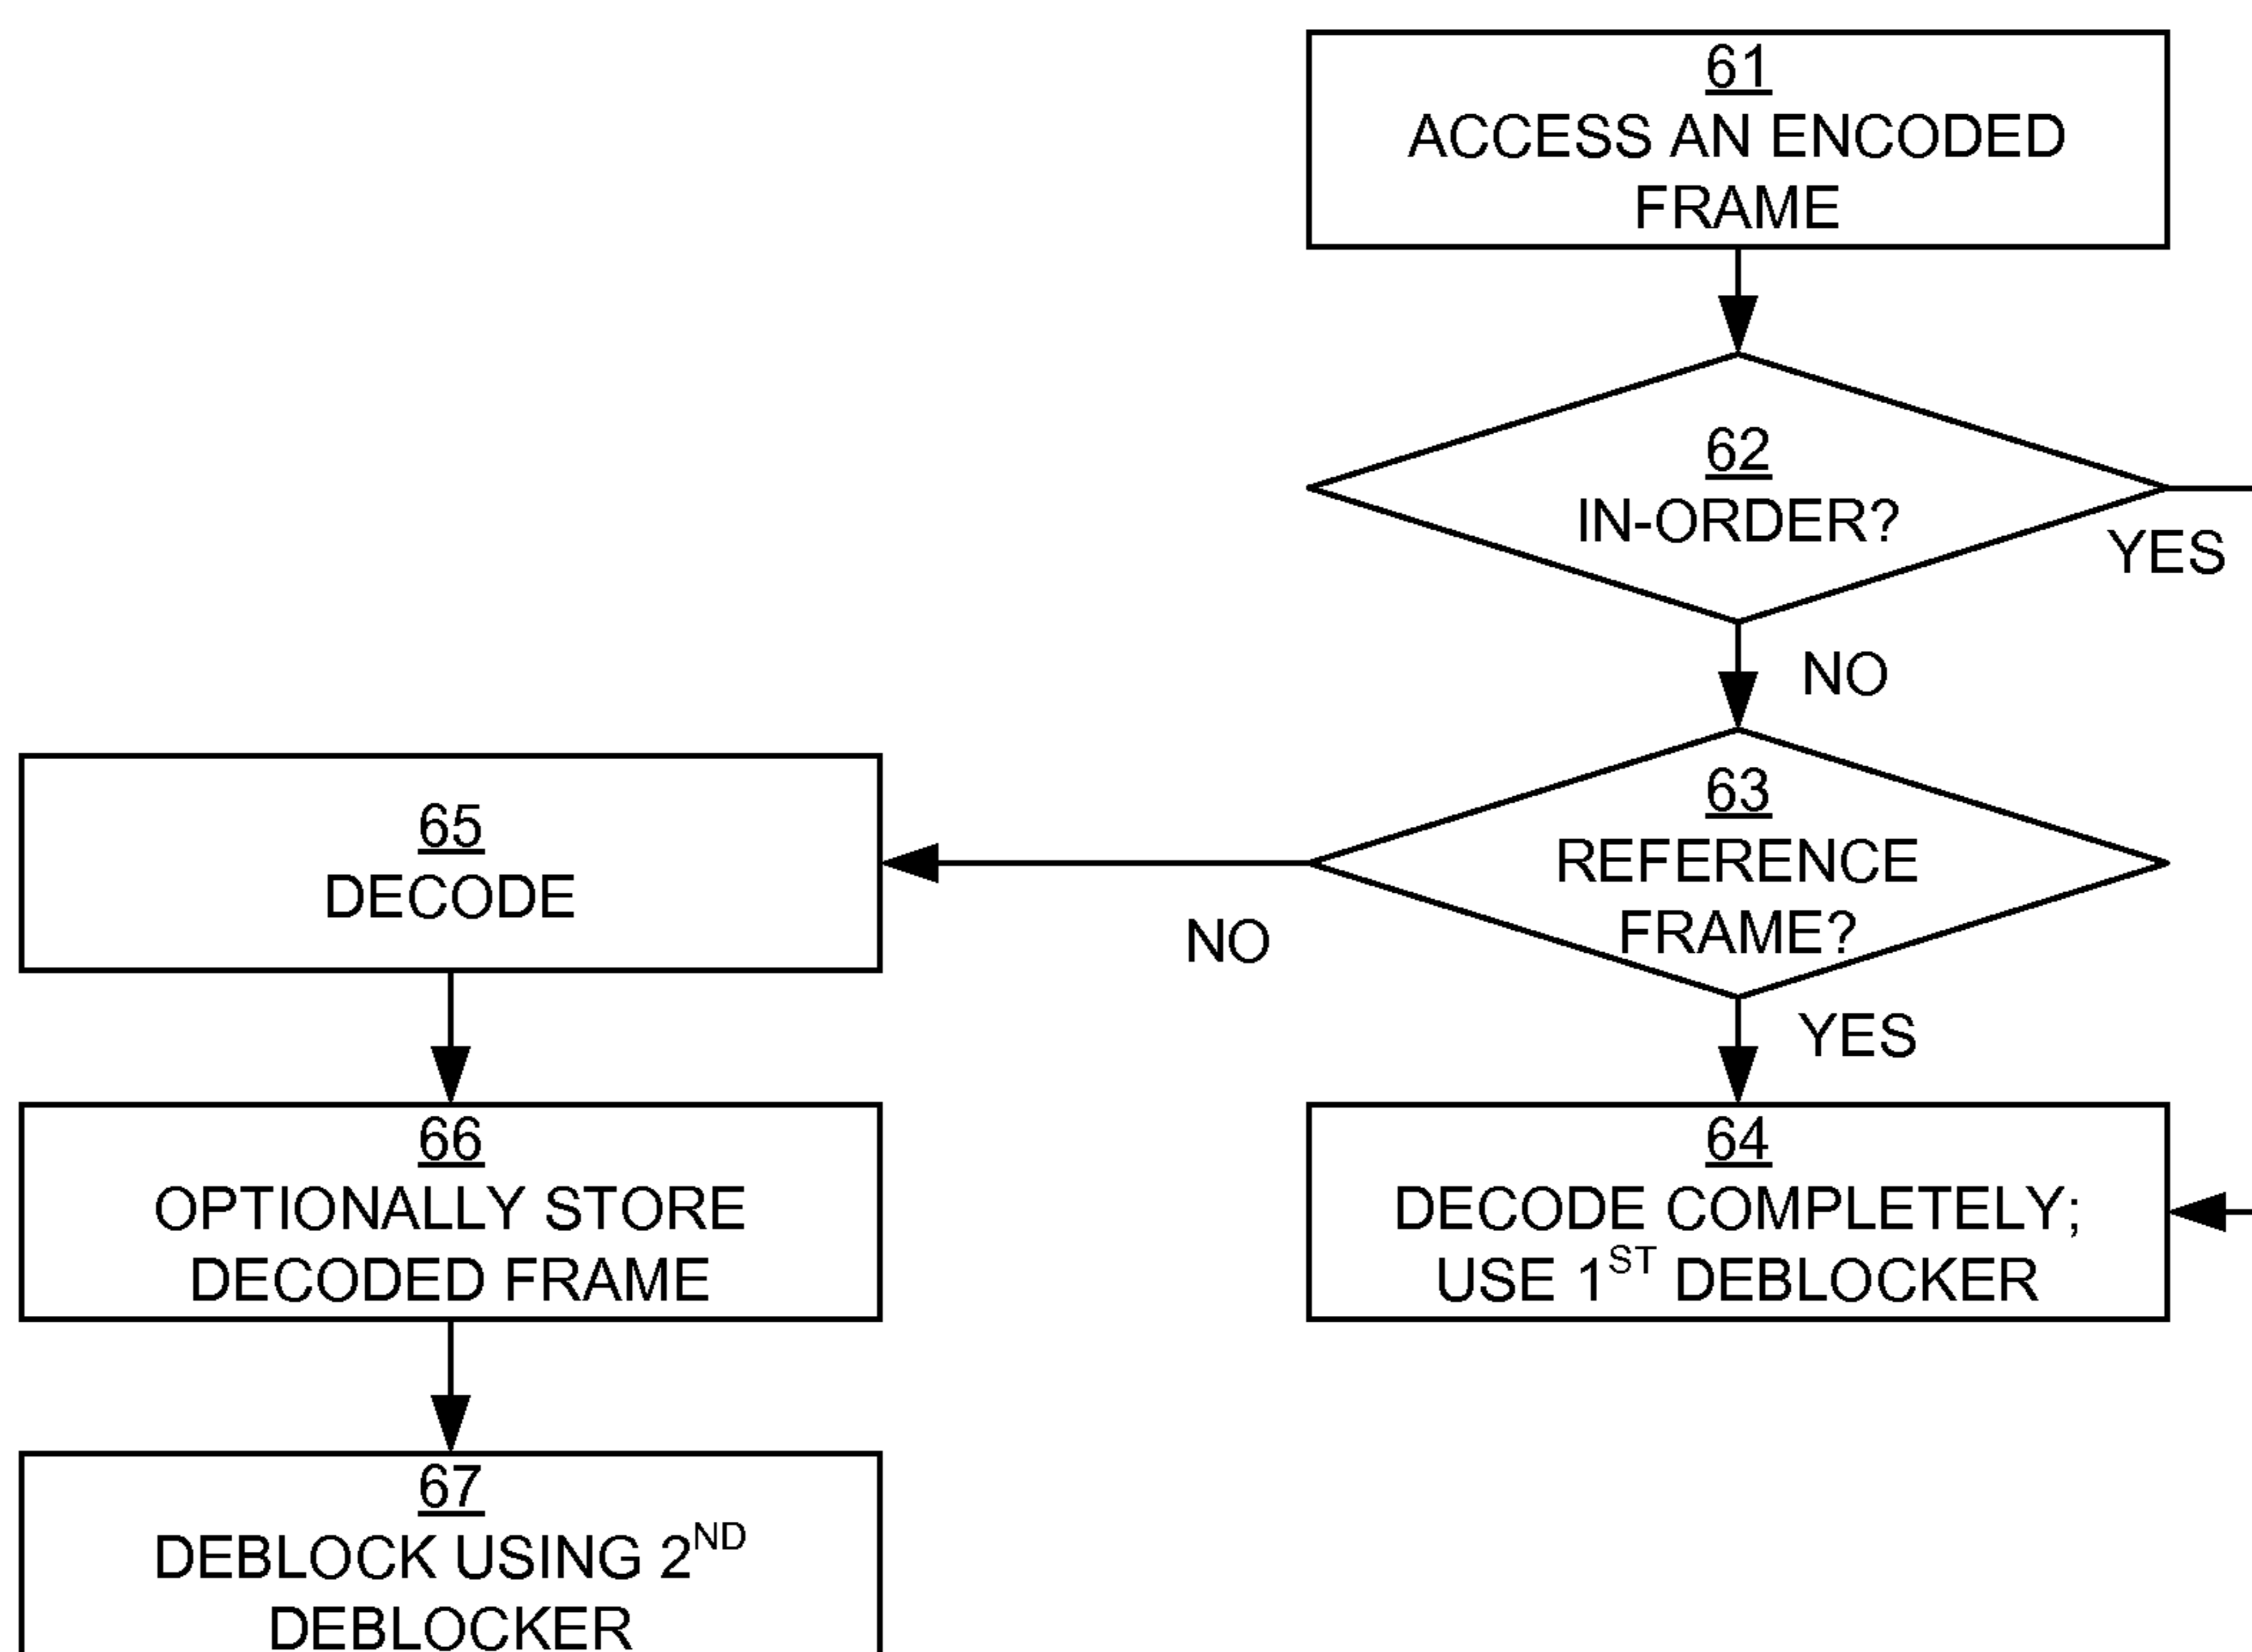 61
ACCESS AN ENCODED
FRAME
62
IN-ORDER?
YES
NO
63
REFERENCE
FRAME?
NO
YES
65
DECODE
66
OPTIONALLY STORE
DECODED FRAME
64
DECODE COMPLETELY;
USE 1ST DEBLOCKER
67
DEBLOCK USING 2ND
DEBLOCKER